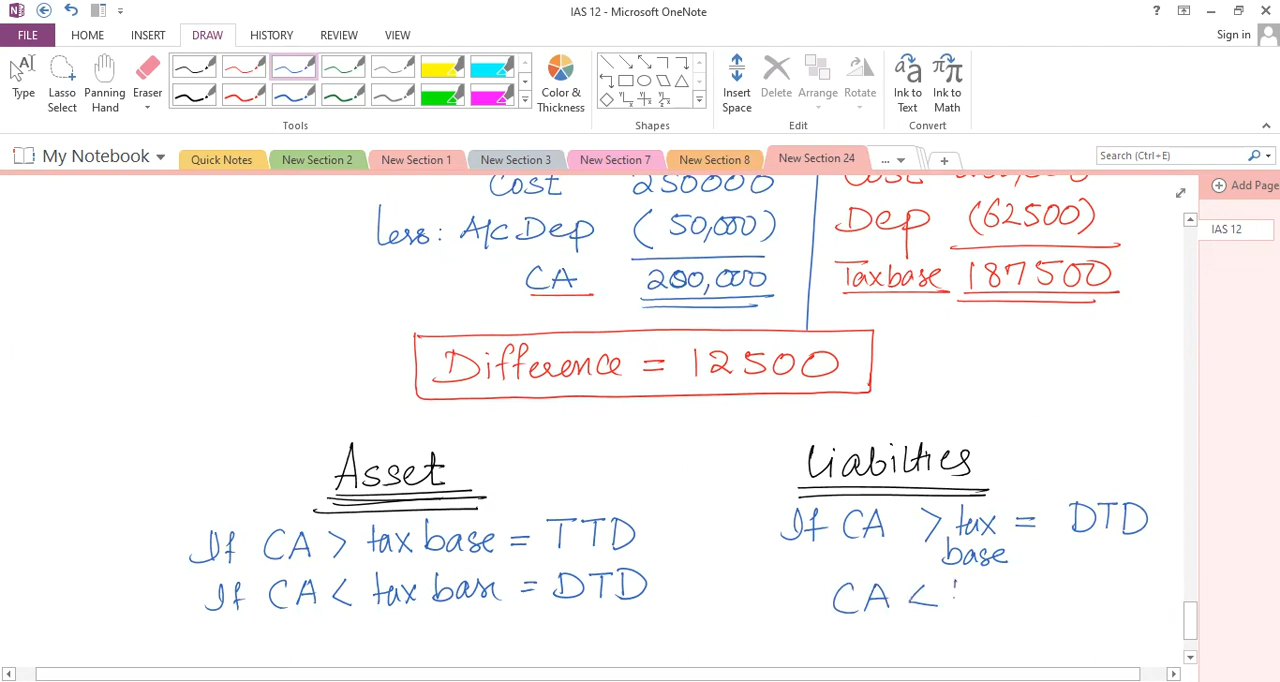 IAS 12 - Microsoft OneNote
?
FILE HOME INSERT DRAW HISTORY REVIEW VIEW
Sign in
Type
Lasso Select
Panning Hand
Eraser
Color & Thickness
Insert Space
Delete
Arrange
Rotate
Ink to Text
Ink to Math
Tools Shapes Edit Convert
My Notebook
Quick Notes New Section 2 New Section 1 New Section 3 New Section 7 New Section 8 New Section 24 ...
Search (Ctrl+E)
Add Page
IAS 12
Cost 250000
less: A/C Dep (50,000)
CA 200,000
Cost
Dep (62500)
Tax base 187500
Difference = 12500
Asset
If CA > tax base = TTD
If CA < tax base = DTD
Liabilties
If CA > tax base = DTD
CA <